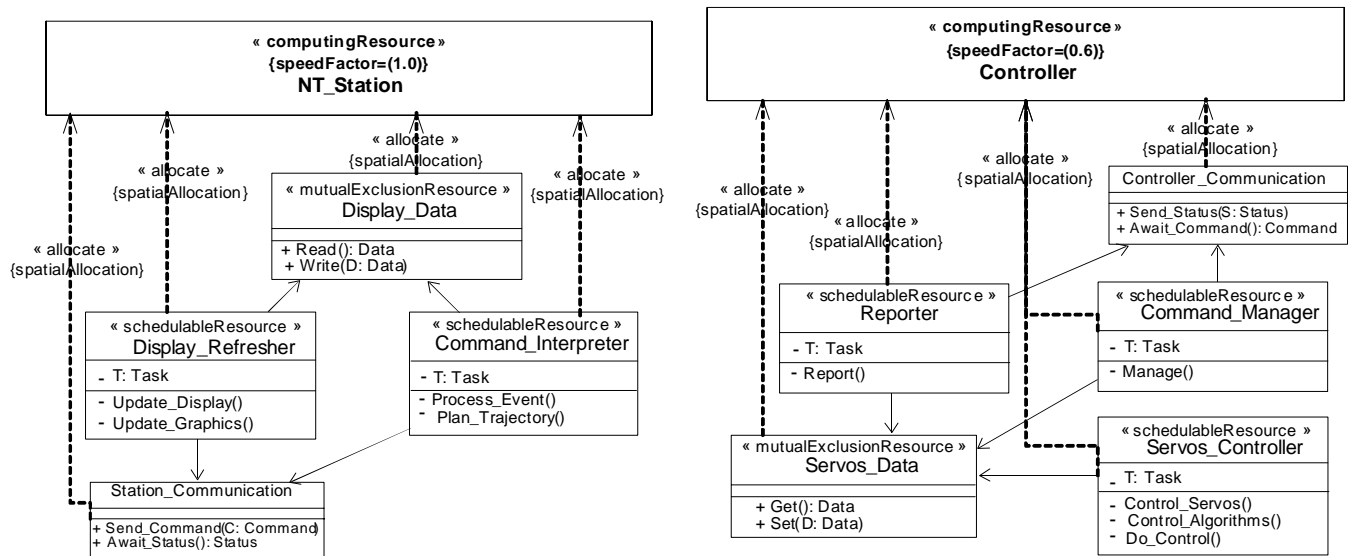 « computingResource »
{speedFactor=(1.0)}
NT_Station
« allocate »
{spatialAllocation}
« allocate »
{spatialAllocation}
« allocate »
{spatialAllocation}
« allocate »
{spatialAllocation}
« mutualExclusionResource »
Display_Data
+ Read(): Data
+ Write(D: Data)
« schedulableResource »
Display_Refresher
- T: Task
- Update_Display()
- Update_Graphics()
« schedulableResource »
Command_Interpreter
- T: Task
- Process_Event()
- Plan_Trajectory()
Station_Communication
+ Send_Command(C: Command)
+ Await_Status(): Status
« computingResource »
{speedFactor=(0.6)}
Controller
« allocate »
{spatialAllocation}
« allocate »
{spatialAllocation}
« allocate »
{spatialAllocation}
« allocate »
{spatialAllocation}
Controller_Communication
+ Send_Status(S: Status)
+ Await_Command(): Command
« schedulableResource »
Reporter
- T: Task
- Report()
« schedulableResource »
Command_Manager
- T: Task
- Manage()
« mutualExclusionResource »
Servos_Data
+ Get(): Data
+ Set(D: Data)
« schedulableResource »
Servos_Controller
- T: Task
- Control_Servos()
- Control_Algorithms()
- Do_Control()